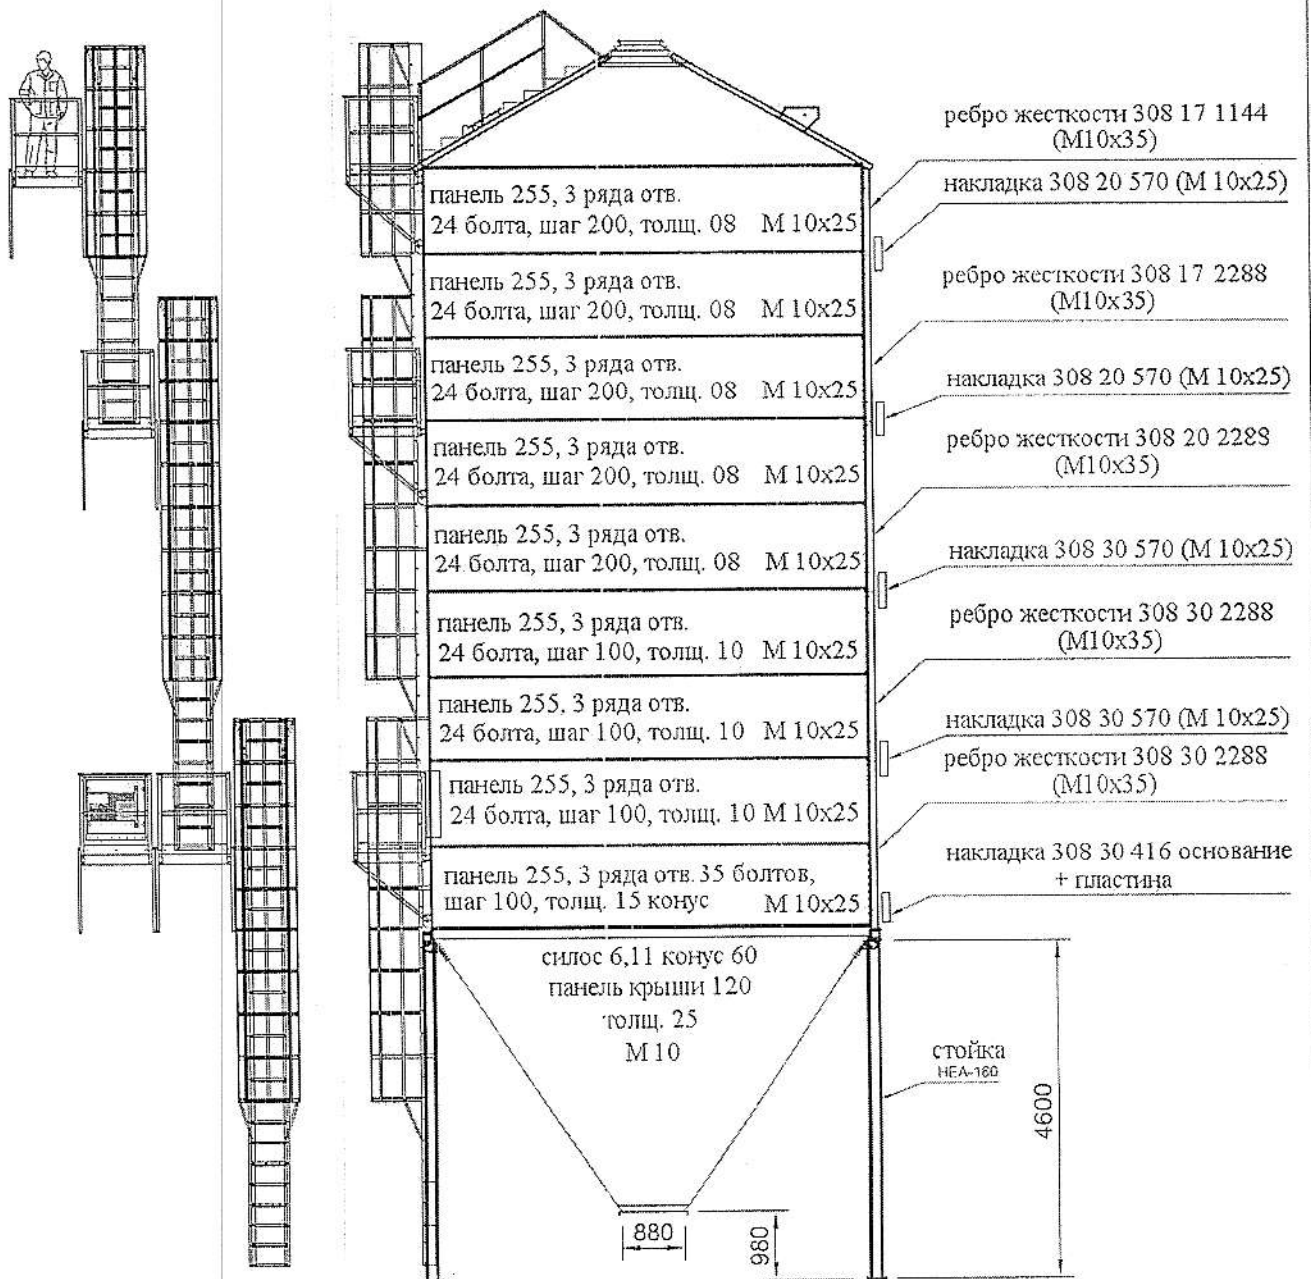 панель 255, 3 ряда отв.
24 болта, шаг 200, толщ. 08 М 10х25
панель 255, 3 ряда отв.
24 болта, шаг 200, толщ. 08 М 10х25
панель 255, 3 ряда отв.
24 болта, шаг 200, толщ. 08 М 10х25
панель 255, 3 ряда отв.
24 болта, шаг 200, толщ. 08 М 10х25
панель 255, 3 ряда отв.
24 болта, шаг 200, толщ. 08 М 10х25
панель 255, 3 ряда отв.
24 болта, шаг 100, толщ. 10 М 10х25
панель 255, 3 ряда отв.
24 болта, шаг 100, толщ. 10 М 10х25
панель 255, 3 ряда отв.
24 болта, шаг 100, толщ. 10 М 10х25
панель 255, 3 ряда отв. 35 болтов,
шаг 100, толщ. 15 конус М 10х25
силос 6,11 конус 60
панель крыши 120
толщ. 25
М 10
880
980
ребро жесткости 308 17 1144
(М10х35)
накладка 308 20 570 (М 10х25)
ребро жесткости 308 17 2288
(М10х35)
накладка 308 20 570 (М 10х25)
ребро жесткости 308 20 2288
(М10х35)
накладка 308 30 570 (М 10х25)
ребро жесткости 308 30 2288
(М10х35)
накладка 308 30 570 (М 10х25)
ребро жесткости 308 30 2288
(М10х35)
накладка 308 30 416 основание
+ пластина
стойка
НЕА-160
4600